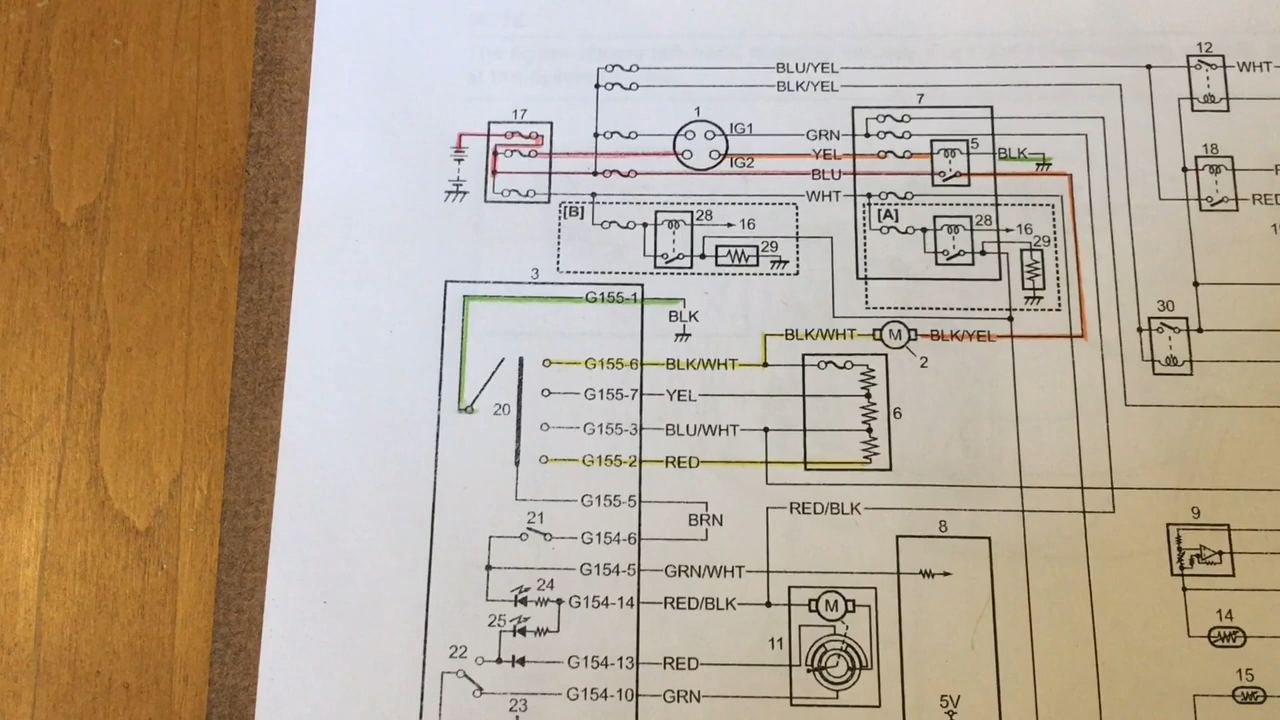 12
BLU/YEL
WHT
BLK/YEL
17
1
7
IG1
GRN
5
YEL
BLK
IG2
BLU
18
WHT
RED
[B]
28
16
29
[A]
28
16
29
3
G155-1
BLK
30
BLK/WHT
M
BLK/YEL
2
G155-6
BLK/WHT
G155-7
YEL
20
6
G155-3
BLU/WHT
G155-2
RED
G155-5
BRN
RED/BLK
21
G154-6
8
9
G154-5
GRN/WHT
24
G154-14
RED/BLK
M
25
14
11
22
G154-13
RED
G154-10
GRN
15
23
5V